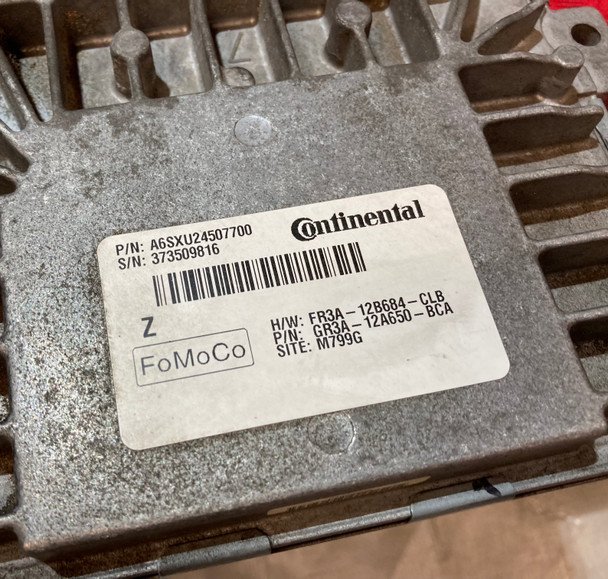 Continental
P/N: A6SXU24507700
S/N: 373509816
Z
FoMoCo
H/W: FR3A-12B684-CLB
P/N: GR3A-12A650-BCA
SITE: M799G